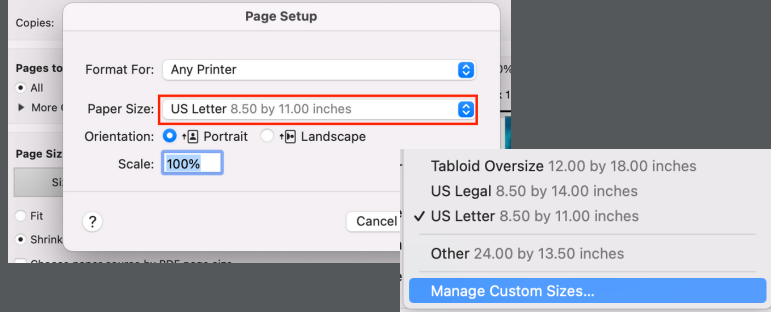 Page Setup
Copies:
Format For: Any Printer
Pages to
All
More
Paper Size: US Letter 8.50 by 11.00 inches
Orientation: Portrait Landscape
Scale: 100%
Page Siz
Si
Fit
Shrink
? Cancel
Tabloid Oversize 12.00 by 18.00 inches
US Legal 8.50 by 14.00 inches
✓ US Letter 8.50 by 11.00 inches
Other 24.00 by 13.50 inches
Manage Custom Sizes...